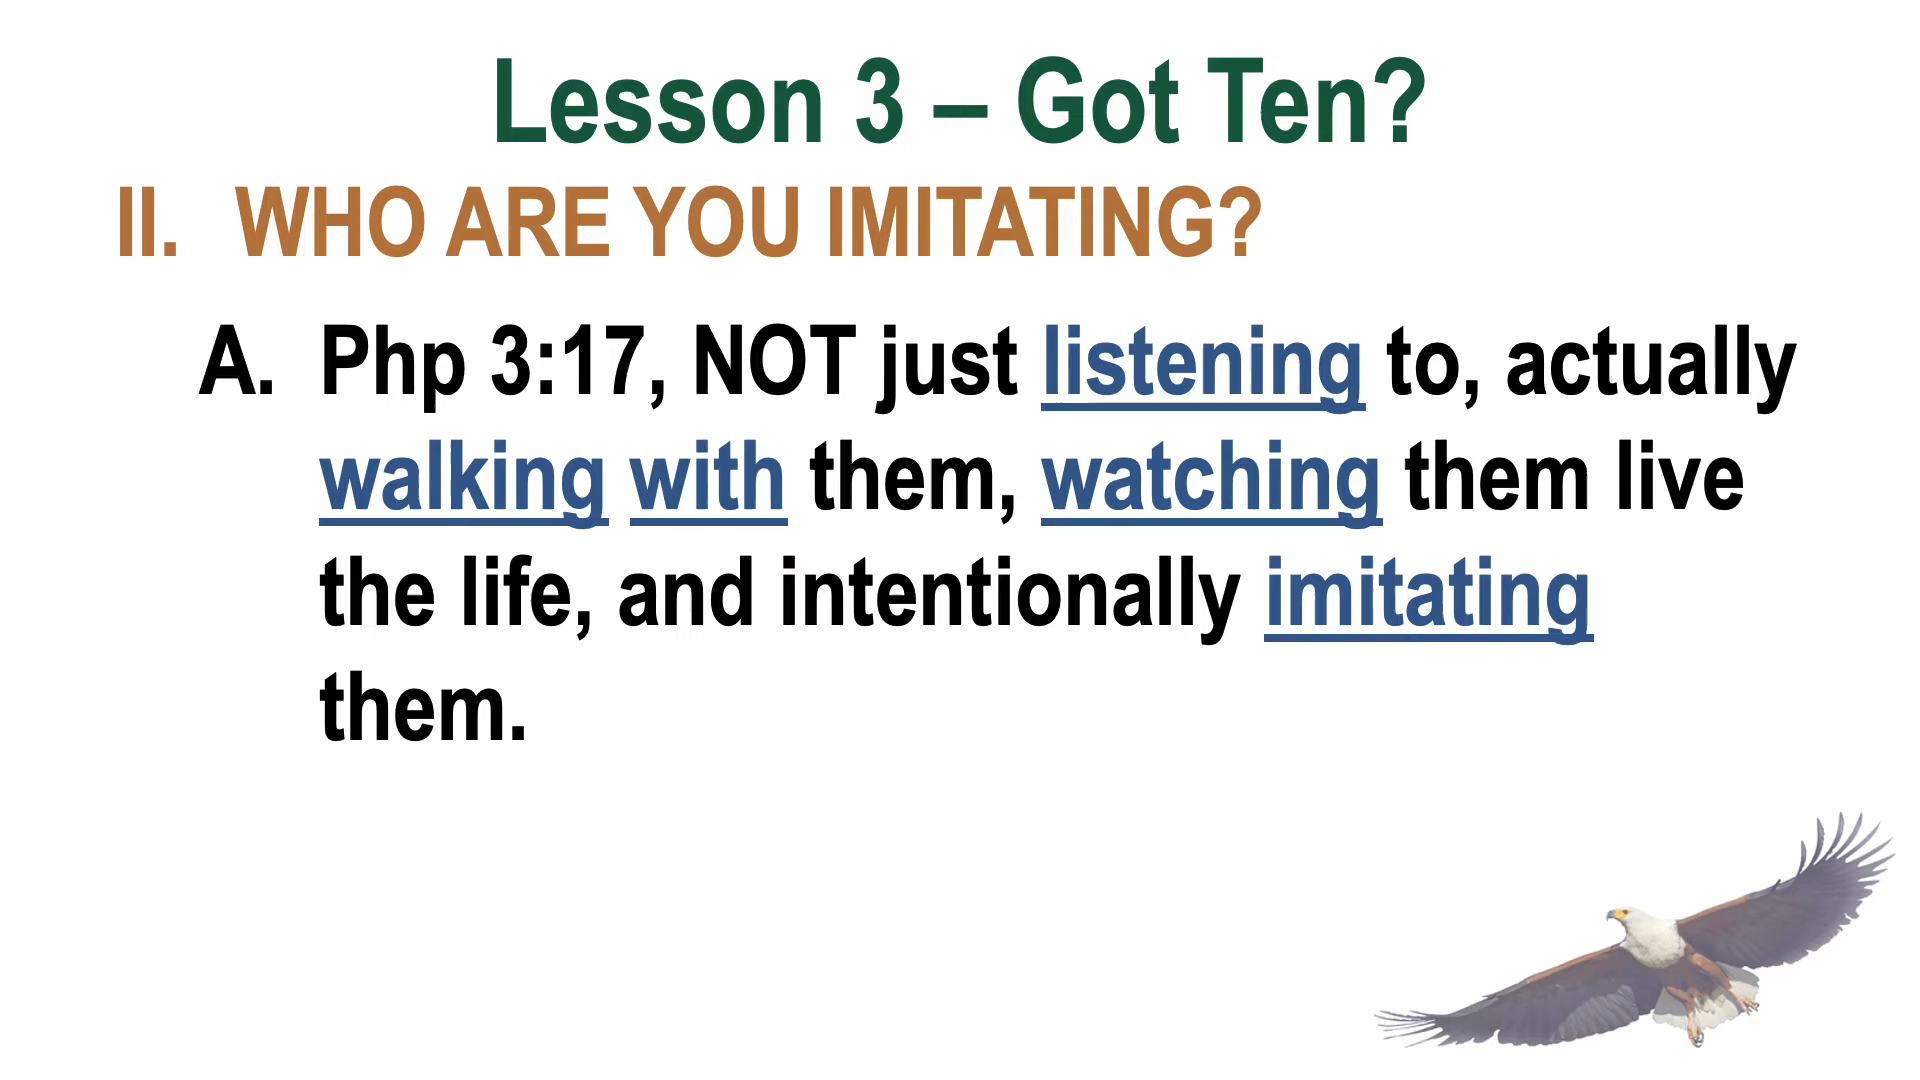 Lesson 3 – Got Ten?
II. WHO ARE YOU IMITATING?
A. Php 3:17, NOT just listening to, actually
walking with them, watching them live
the life, and intentionally imitating
them.